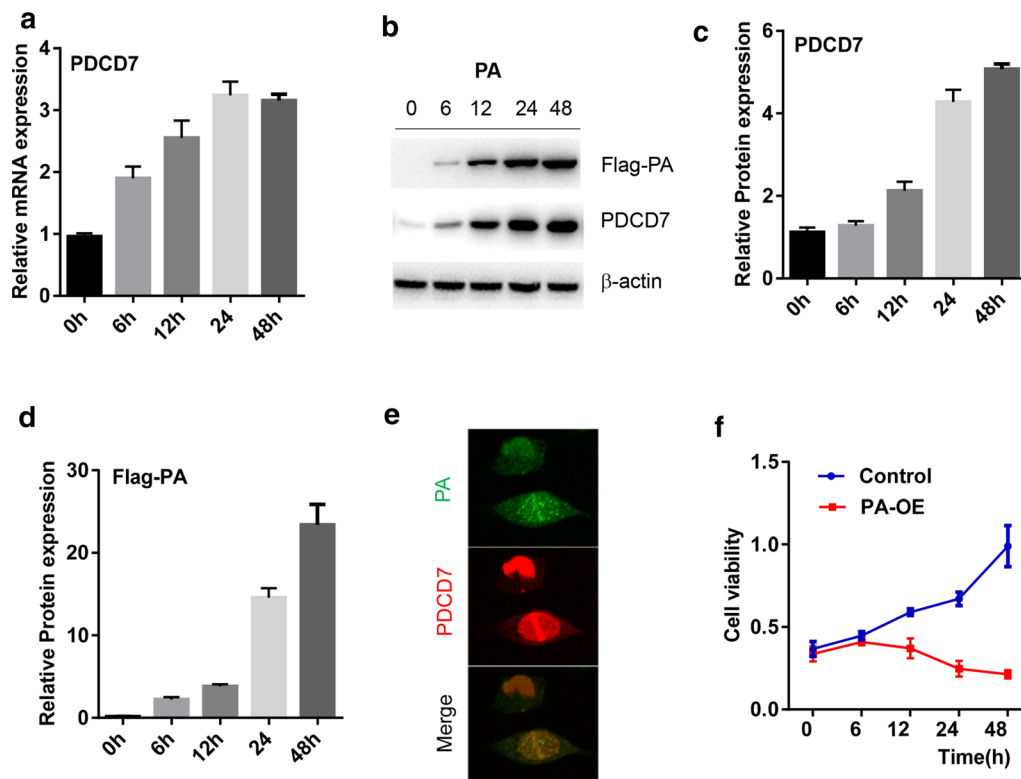 a
PDCD7
Relative mRNA expression
4
3
2
1
0
0h
6h
12h
24
48h
b
PA
0 6 12 24 48
Flag-PA
PDCD7
β-actin
c
PDCD7
Relative Protein expression
6
4
2
0
0h
6h
12h
24
48h
d
Flag-PA
Relative Protein expression
30
20
10
0
0h
6h
12h
24
48h
e
PA
PDCD7
Merge
f
Control
PA-OE
Cell viability
1.5
1.0
0.5
0.0
0 6 12 24 48
Time(h)